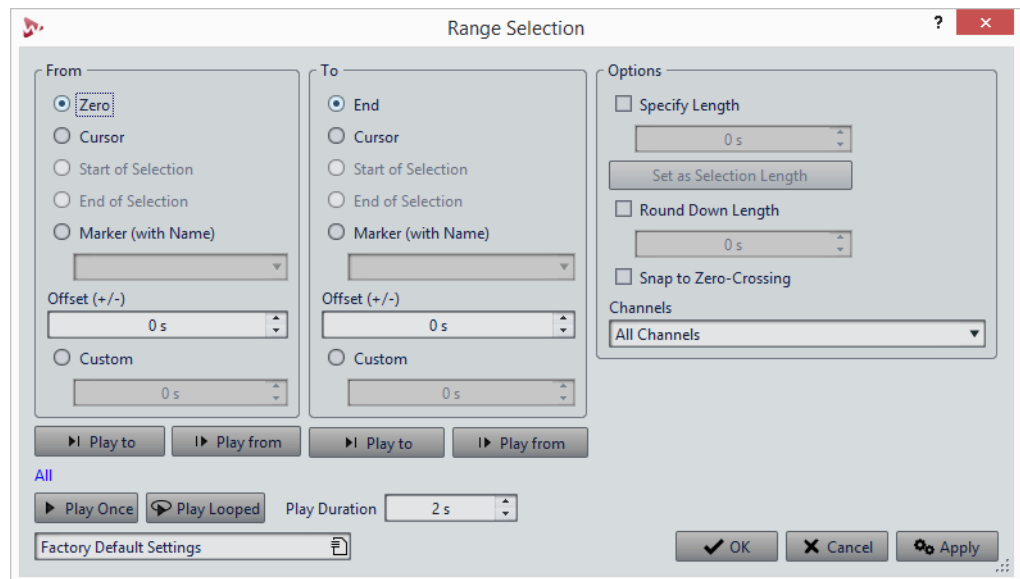 Range Selection
?
From
Zero
Cursor
Start of Selection
End of Selection
Marker (with Name)
Offset (+/-)
0 s
Custom
0 s
Play to
Play from
To
End
Cursor
Start of Selection
End of Selection
Marker (with Name)
Offset (+/-)
0 s
Custom
0 s
Play to
Play from
Options
Specify Length
0 s
Set as Selection Length
Round Down Length
0 s
Snap to Zero-Crossing
Channels
All Channels
All
Play Once
Play Looped
Play Duration
2 s
Factory Default Settings
OK
Cancel
Apply